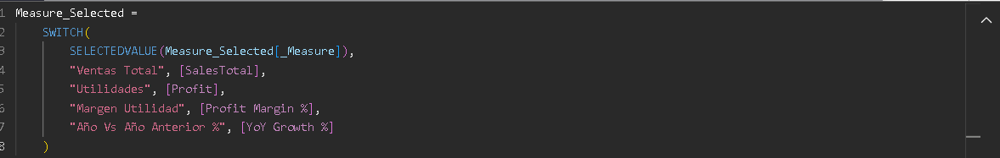 1 Measure_Selected =
2 SWITCH(
3 SELECTEDVALUE(Measure_Selected[_Measure]),
4 "Ventas Total", [SalesTotal],
5 "Utilidades", [Profit],
6 "Margen Utilidad", [Profit Margin %],
7 "Año Vs Año Anterior %", [YoY Growth %]
8 )